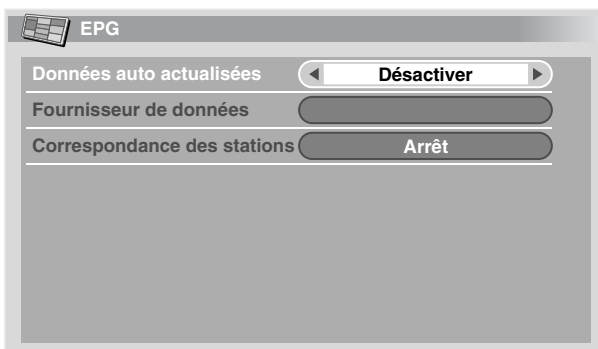 EPG
Données auto actualisées Désactiver
Fournisseur de données
Correspondance des stations Arrêt